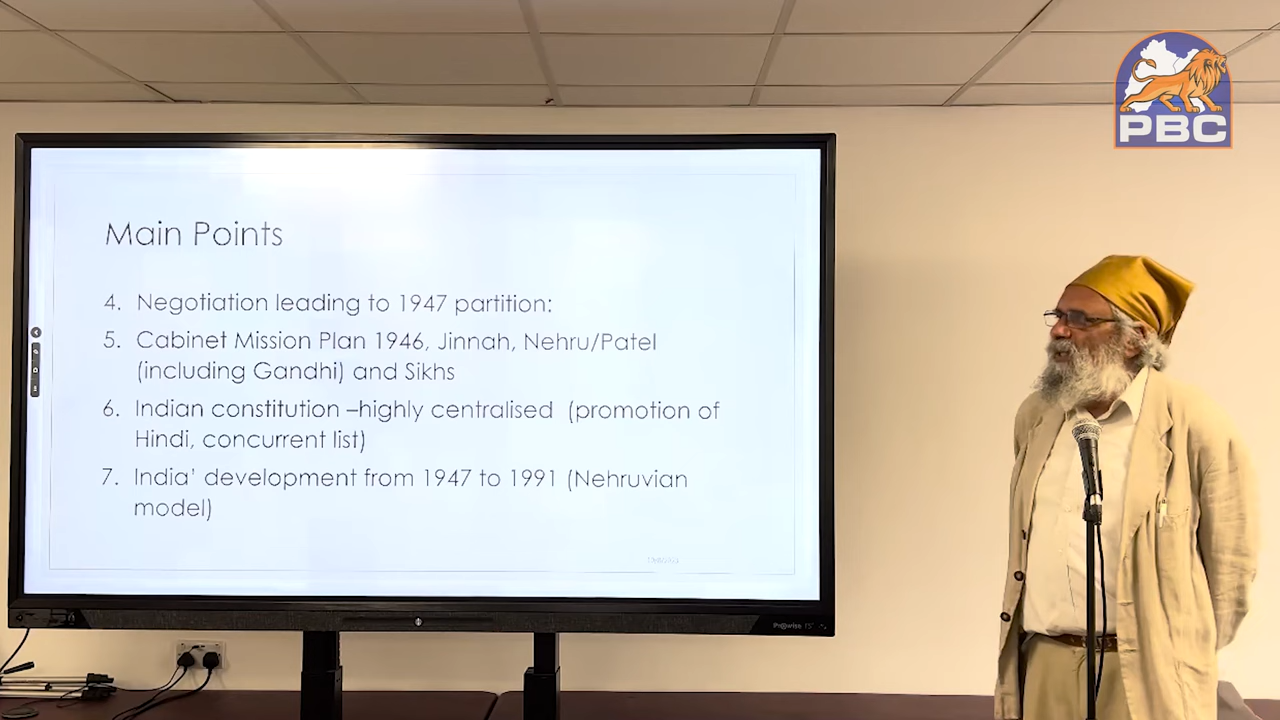 PBC
Main Points
4. Negotiation leading to 1947 partition:
5. Cabinet Mission Plan 1946, Jinnah, Nehru/Patel
(including Gandhi) and Sikhs
6. Indian constitution –highly centralised (promotion of
Hindi, concurrent list)
7. India' development from 1947 to 1991 (Nehruvian
model)